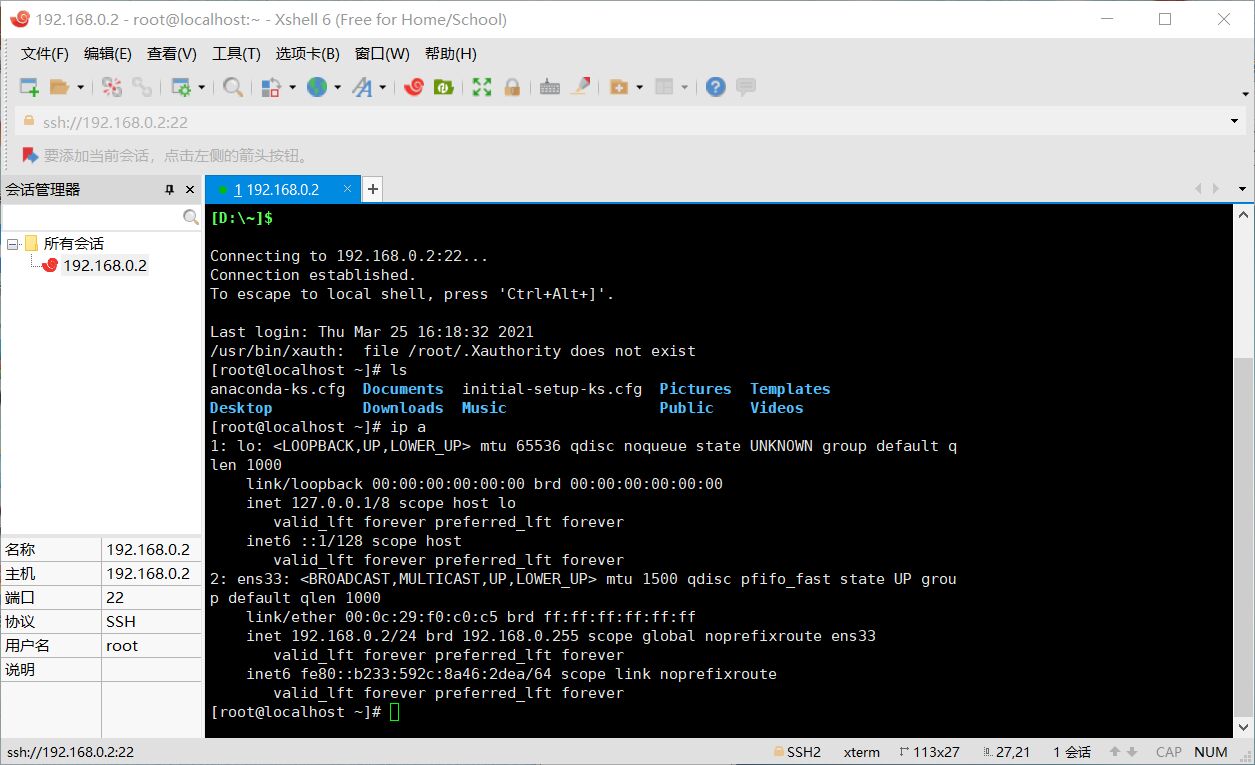 192.168.0.2 - root@localhost:~ - Xshell 6 (Free for Home/School)
文件(F) 编辑(E) 查看(V) 工具(T) 选项卡(B) 窗口(W) 帮助(H)
ssh://192.168.0.2:22
要添加当前会话，点击左侧的箭头按钮。
会话管理器
1 192.168.0.2
所有会话
192.168.0.2
名称 192.168.0.2
主机 192.168.0.2
端口 22
协议 SSH
用户名 root
说明
[D:\~]$
Connecting to 192.168.0.2:22...
Connection established.
To escape to local shell, press 'Ctrl+Alt+]'.
Last login: Thu Mar 25 16:18:32 2021
/usr/bin/xauth:  file /root/.Xauthority does not exist
[root@localhost ~]# ls
anaconda-ks.cfg  Documents  initial-setup-ks.cfg  Pictures  Templates
Desktop          Downloads  Music                 Public    Videos
[root@localhost ~]# ip a
1: lo: <LOOPBACK,UP,LOWER_UP> mtu 65536 qdisc noqueue state UNKNOWN group default q
len 1000
    link/loopback 00:00:00:00:00:00 brd 00:00:00:00:00:00
    inet 127.0.0.1/8 scope host lo
       valid_lft forever preferred_lft forever
    inet6 ::1/128 scope host
       valid_lft forever preferred_lft forever
2: ens33: <BROADCAST,MULTICAST,UP,LOWER_UP> mtu 1500 qdisc pfifo_fast state UP grou
p default qlen 1000
    link/ether 00:0c:29:f0:c0:c5 brd ff:ff:ff:ff:ff:ff
    inet 192.168.0.2/24 brd 192.168.0.255 scope global noprefixroute ens33
       valid_lft forever preferred_lft forever
    inet6 fe80::b233:592c:8a46:2dea/64 scope link noprefixroute
       valid_lft forever preferred_lft forever
[root@localhost ~]#
ssh://192.168.0.2:22 SSH2 xterm 113x27 27,21 1 会话 CAP NUM